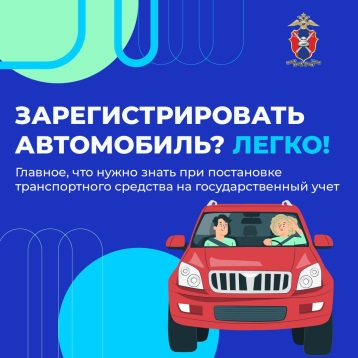 ЗАРЕГИСТРИРОВАТЬ
АВТОМОБИЛЬ? ЛЕГКО!
Главное, что нужно знать при постановке
транспортного средства на государственный учет